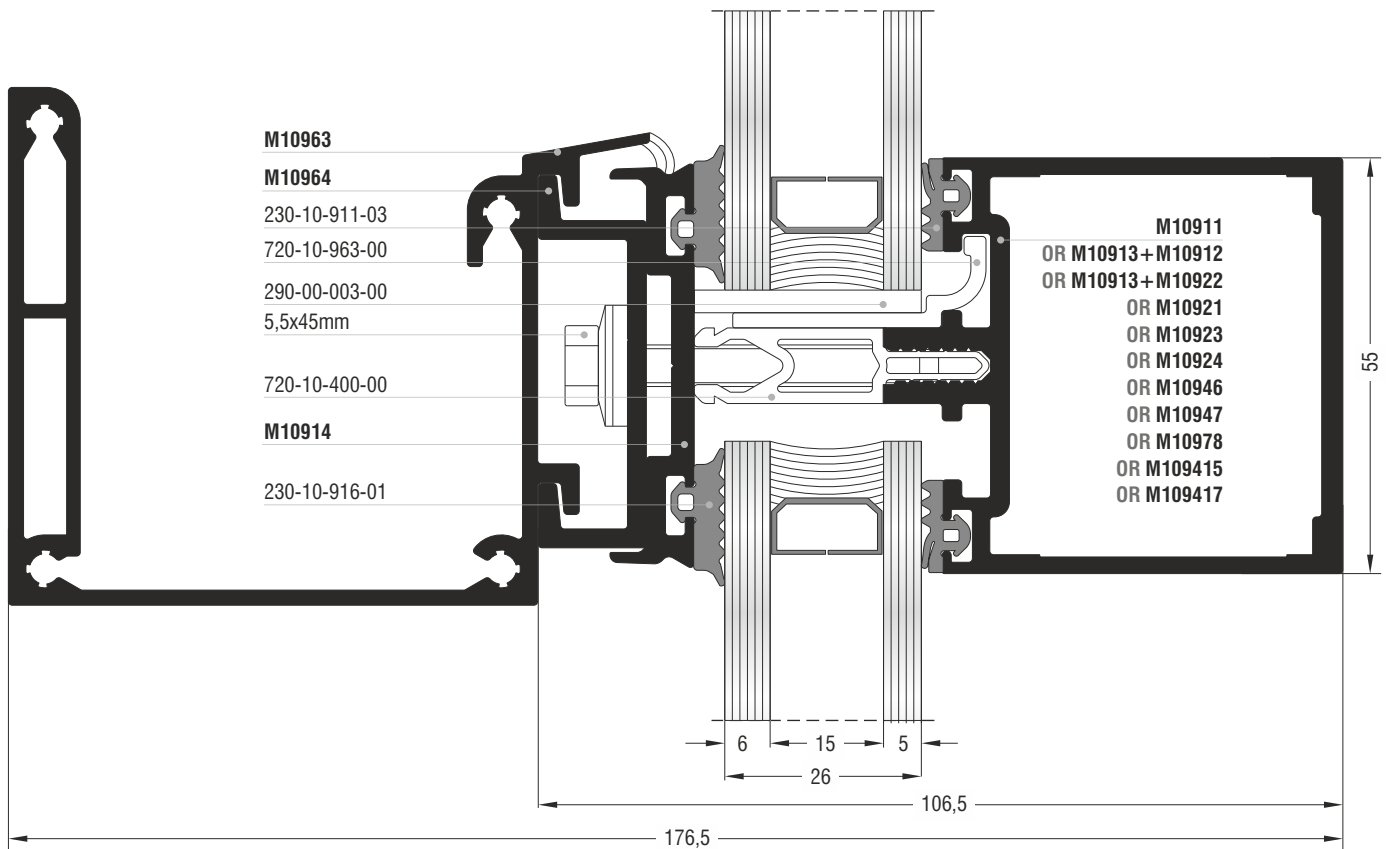 M10963
M10964
230-10-911-03
720-10-963-00
290-00-003-00
5,5x45mm
720-10-400-00
M10914
230-10-916-01
M10911
OR M10913+M10912
OR M10913+M10922
OR M10921
OR M10923
OR M10924
OR M10946
OR M10947
OR M10978
OR M109415
OR M109417
55
6
15
5
26
106,5
176,5